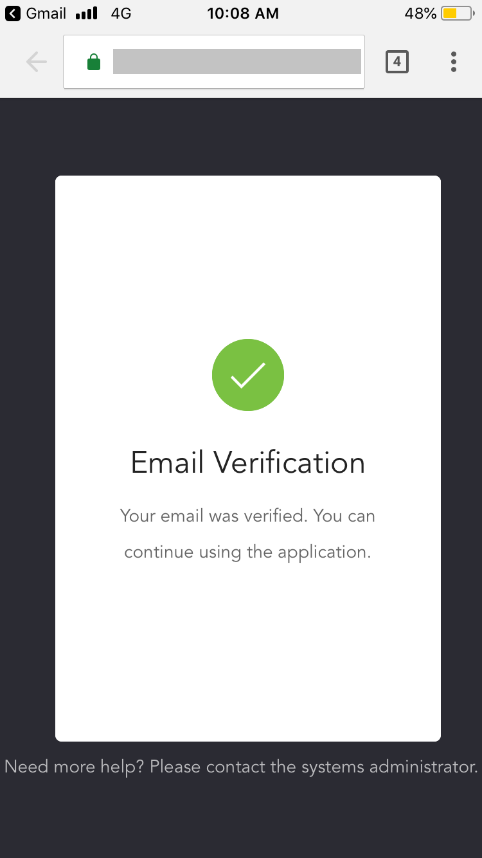 Gmail 4G 10:08 AM 48%
4
Email Verification
Your email was verified. You can
continue using the application.
Need more help? Please contact the systems administrator.